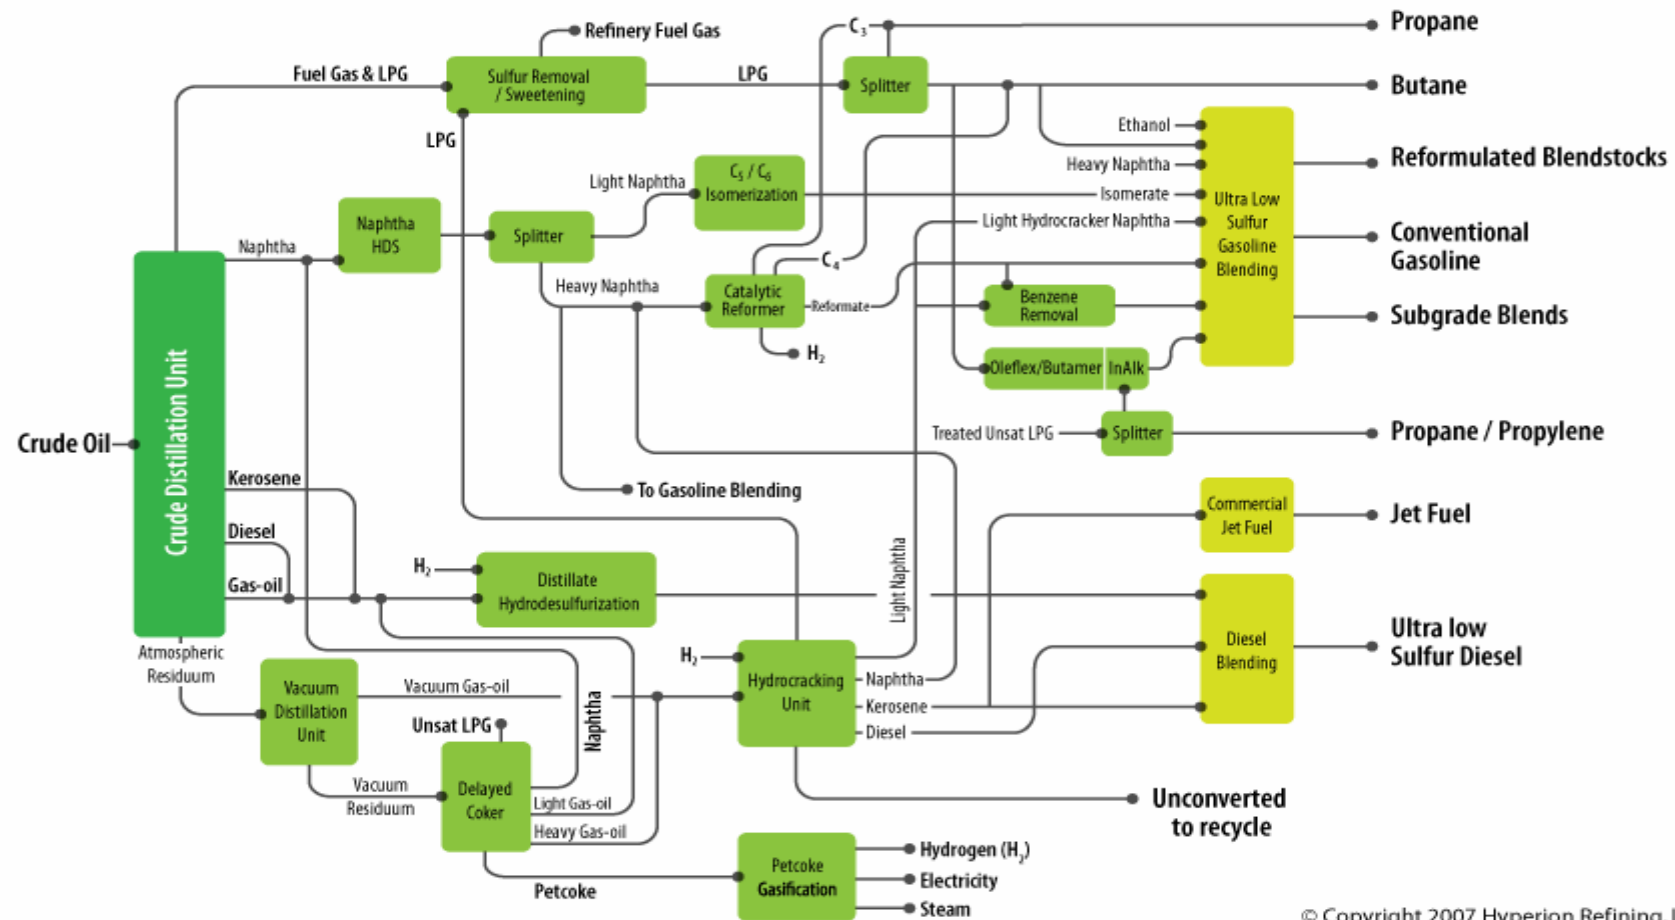 Refinery Fuel Gas
Fuel Gas & LPG
Sulfur Removal
/ Sweetening
LPG
LPG
C₃
Splitter
Propane
Butane
Ethanol
Heavy Naphtha
Isomerate
Light Hydrocracker Naphtha
Ultra Low
Sulfur
Gasoline
Blending
Reformulated Blendstocks
Conventional
Gasoline
Subgrade Blends
Naphtha
Naphtha
HDS
Splitter
Light Naphtha
C₅ / C₆
Isomerization
Heavy Naphtha
Catalytic
Reformer
C₄
Reformate
H₂
Benzene
Removal
Oleflex/Butamer
InAlk
Treated Unsat LPG
Splitter
Propane / Propylene
Crude Oil
Crude Distillation Unit
Kerosene
Diesel
Gas-oil
To Gasoline Blending
H₂
Distillate
Hydrodesulfurization
Light Naphtha
Commercial
Jet Fuel
Jet Fuel
Diesel
Blending
Ultra low
Sulfur Diesel
Atmospheric
Residuum
Vacuum
Distillation
Unit
Vacuum Gas-oil
Unsat LPG
Naphtha
H₂
Hydrocracking
Unit
Naphtha
Kerosene
Diesel
Vacuum
Residuum
Delayed
Coker
Light Gas-oil
Heavy Gas-oil
Unconverted
to recycle
Petcoke
Petcoke
Gasification
Hydrogen (H₂)
Electricity
Steam
© Copyright 2007 Hyperion Refining